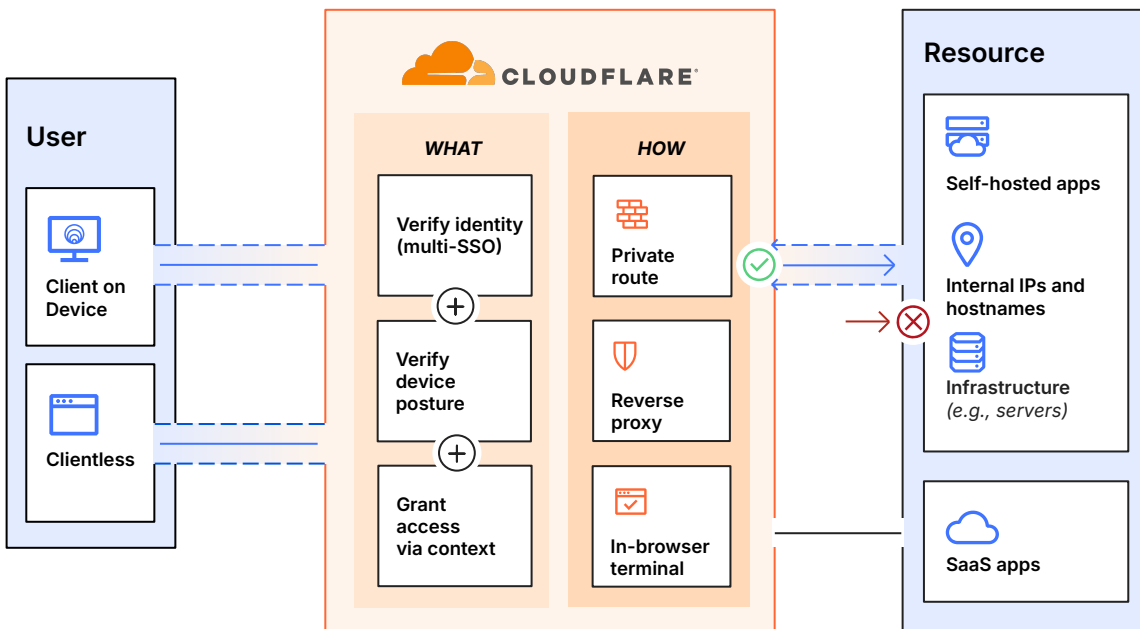 User
Client on
Device
Clientless
CLOUDFLARE®
WHAT
Verify identity
(multi-SSO)
Verify
device
posture
Grant
access
via context
HOW
Private
route
Reverse
proxy
In-browser
terminal
Resource
Self-hosted apps
Internal IPs and
hostnames
Infrastructure
(e.g., servers)
SaaS apps